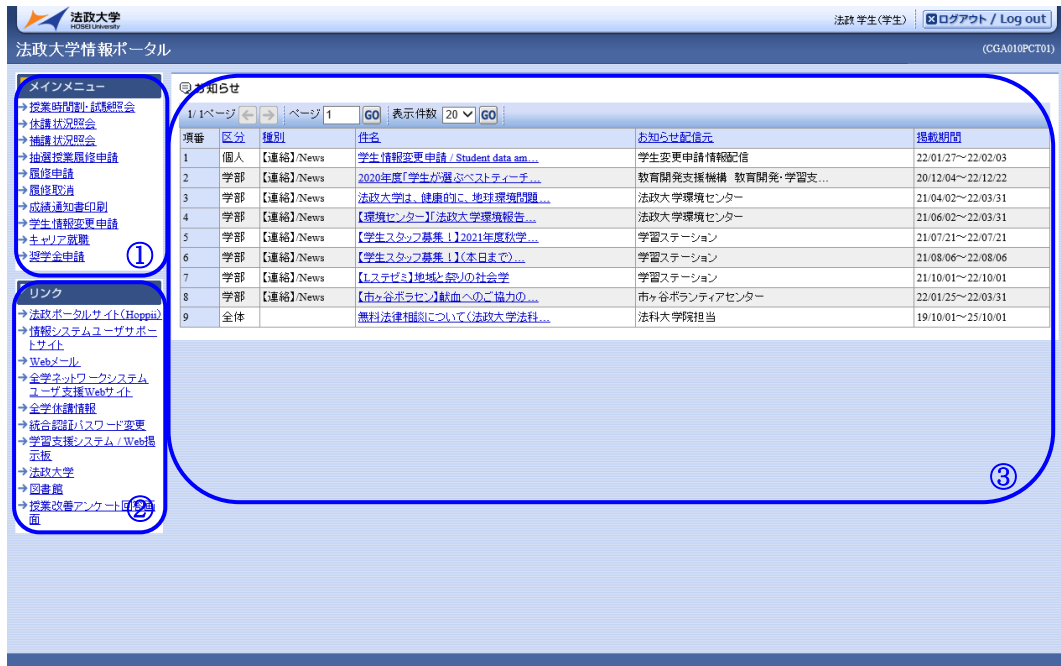 法政大学
HOSEI University
法政 学生(学生)
ログアウト / Log out
法政大学情報ポータル
(CGA010PCT01)
メインメニュー
授業時間割・試験照会
休講状況照会
補講状況照会
抽選授業履修申請
履修申請
履修取消
成績通知書印刷
学生情報変更申請
キャリア就職
奨学金申請
①
リンク
法政ポータルサイト(Hoppii)
情報システムユーザサポー
トサイト
Webメール
全学ネットワークシステム
ユーザ支援Webサイト
全学休講情報
統合認証パスワード変更
学習支援システム / Web掲
示板
法政大学
図書館
授業改善アンケート回答画
面
②
お知らせ
1/ 1ページ ページ 1 GO 表示件数 20 GO
項番 区分 種別 件名 お知らせ配信元 掲載期間
1 個人 【連絡】/News 学生情報変更申請 / Student data am... 学生変更申請情報配信 22/01/27～22/02/03
2 学部 【連絡】/News 2020年度「学生が選ぶベストティーチ... 教育開発支援機構 教育開発・学習支... 20/12/04～22/12/22
3 学部 【連絡】/News 法政大学は、健康的に、地球環境問題... 法政大学環境センター 21/04/02～22/03/31
4 学部 【連絡】/News 【環境センター】「法政大学環境報告... 法政大学環境センター 21/06/02～22/03/31
5 学部 【連絡】/News 【学生スタッフ募集！】2021年度秋学... 学習ステーション 21/07/21～22/07/21
6 学部 【連絡】/News 【学生スタッフ募集！】(本日まで)... 学習ステーション 21/08/06～22/08/06
7 学部 【連絡】/News 【Lステゼミ】地域と祭りの社会学 学習ステーション 21/10/01～22/10/01
8 学部 【連絡】/News 【市ヶ谷ボラセン】献血へのご協力の... 市ヶ谷ボランティアセンター 22/01/25～22/03/31
9 全体 無料法律相談について(法政大学法科... 法科大学院担当 19/10/01～25/10/01
③